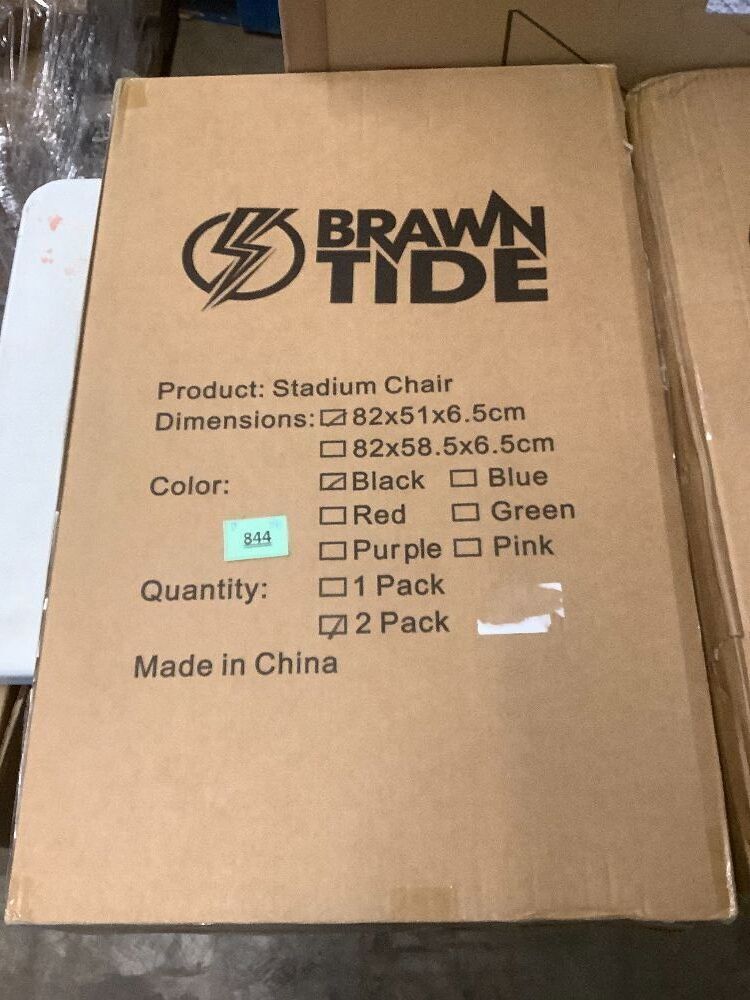 BRAWN
TIDE
Product: Stadium Chair
Dimensions: ☑ 82x51x6.5cm
☐ 82x58.5x6.5cm
Color: ☑ Black ☐ Blue
☐ Red ☐ Green
844
☐ Purple ☐ Pink
Quantity: ☐ 1 Pack
☑ 2 Pack
Made in China